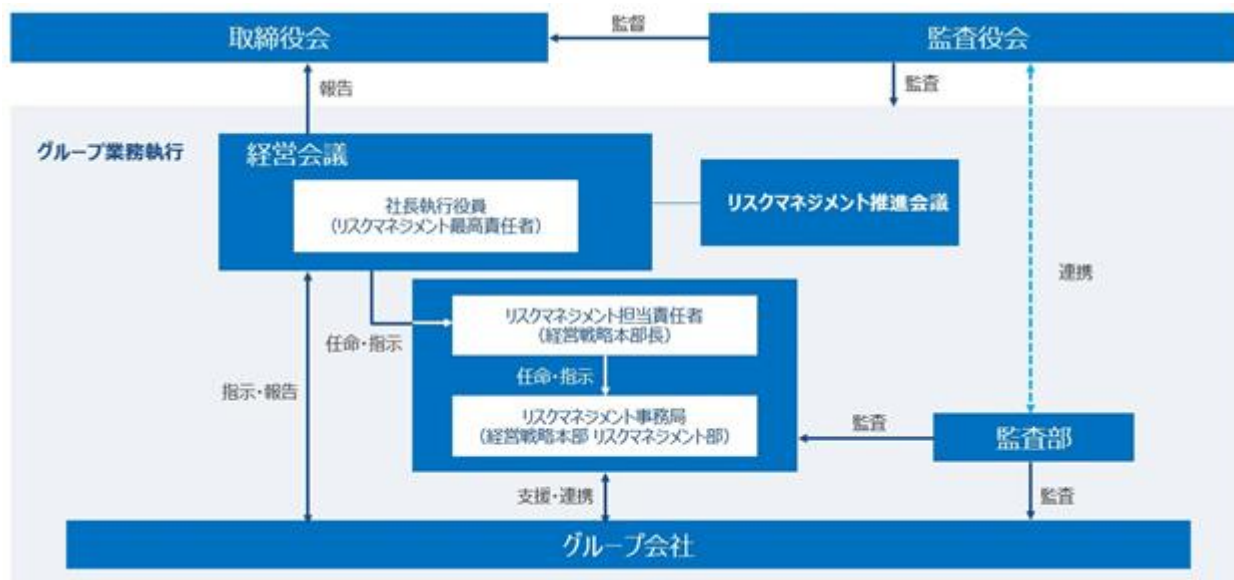 取締役会
監督
監査役会
報告
監査
グループ業務執行
経営会議
社長執行役員
（リスクマネジメント最高責任者）
リスクマネジメント推進会議
連携
リスクマネジメント担当責任者
（経営戦略本部長）
任命・指示
任命・指示
指示・報告
リスクマネジメント事務局
（経営戦略本部 リスクマネジメント部）
監査
監査部
支援・連携
監査
グループ会社